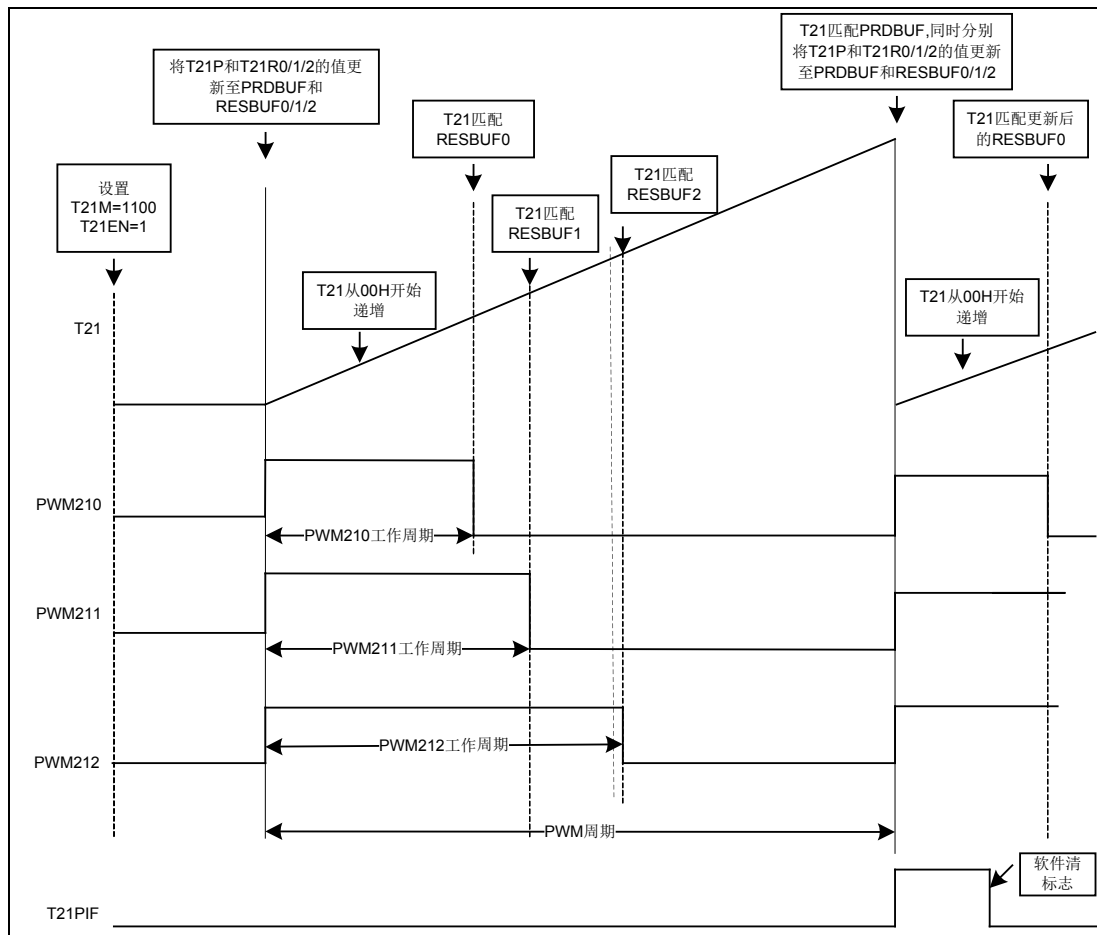 T21匹配PRDBUF,同时分别
将T21P和T21R0/1/2的值更新
至PRDBUF和RESBUF0/1/2
将T21P和T21R0/1/2的值更
新至PRDBUF和
RESBUF0/1/2
T21匹配
RESBUF0
T21匹配更新后
的RESBUF0
设置
T21M=1100
T21EN=1
T21匹配
RESBUF2
T21匹配
RESBUF1
T21从00H开始
递增
T21从00H开始
递增
T21
PWM210
PWM210工作周期
PWM211
PWM211工作周期
PWM212工作周期
PWM212
PWM周期
软件清
标志
T21PIF